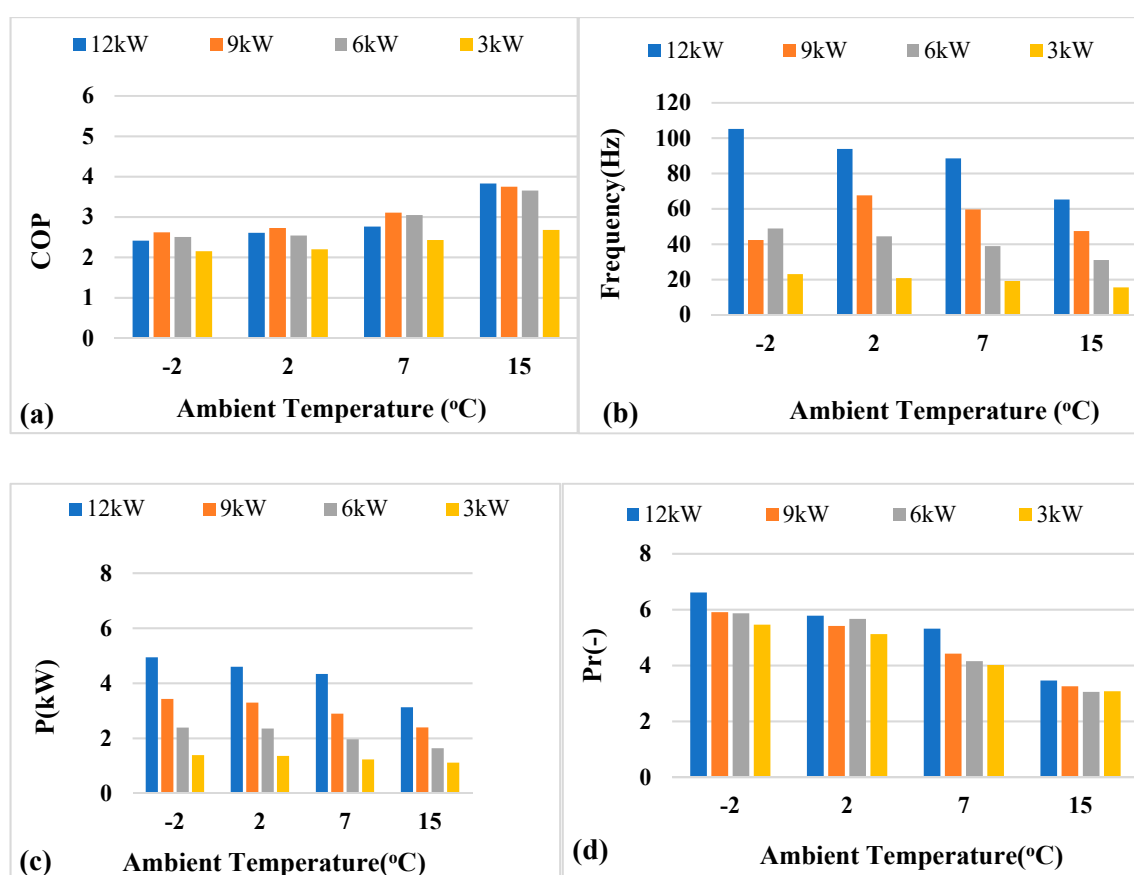 12kW 9kW 6kW 3kW
6
5
4
3
2
1
0
COP
-2 2 7 15
(a) Ambient Temperature (ºC)
12kW 9kW 6kW 3kW
120
100
80
60
40
20
0
Frequency(Hz)
-2 2 7 15
(b) Ambient Temperature (ºC)
12kW 9kW 6kW 3kW
8
6
4
2
0
P(kW)
-2 2 7 15
(c) Ambient Temperature(ºC)
12kW 9kW 6kW 3kW
8
6
4
2
0
Pr(-)
-2 2 7 15
(d) Ambient Temperature(ºC)